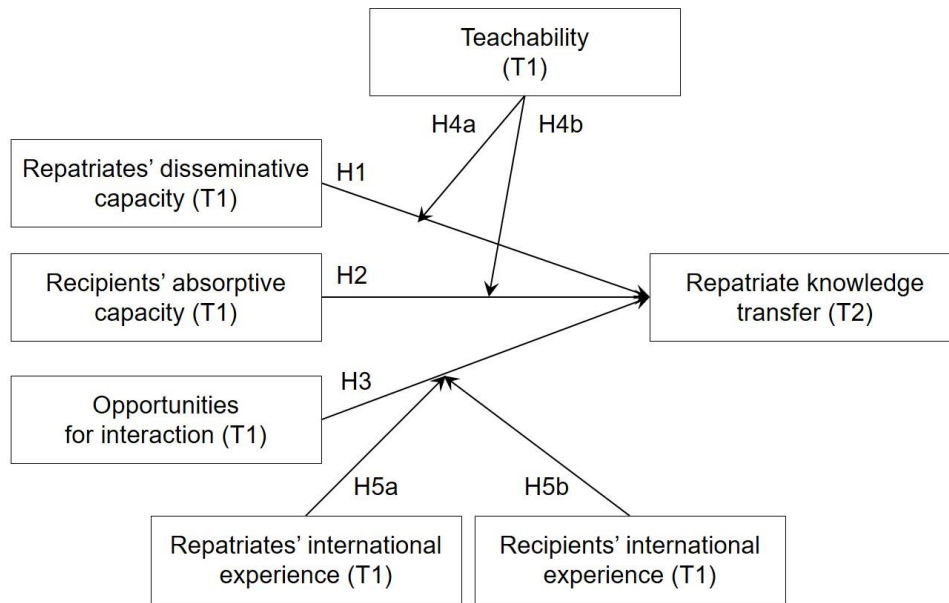 Teachability
(T1)
H4a
H4b
Repatriates’ disseminative
capacity (T1)
H1
Recipients’ absorptive
capacity (T1)
H2
Repatriate knowledge
transfer (T2)
Opportunities
for interaction (T1)
H3
H5a
H5b
Repatriates’ international
experience (T1)
Recipients’ international
experience (T1)